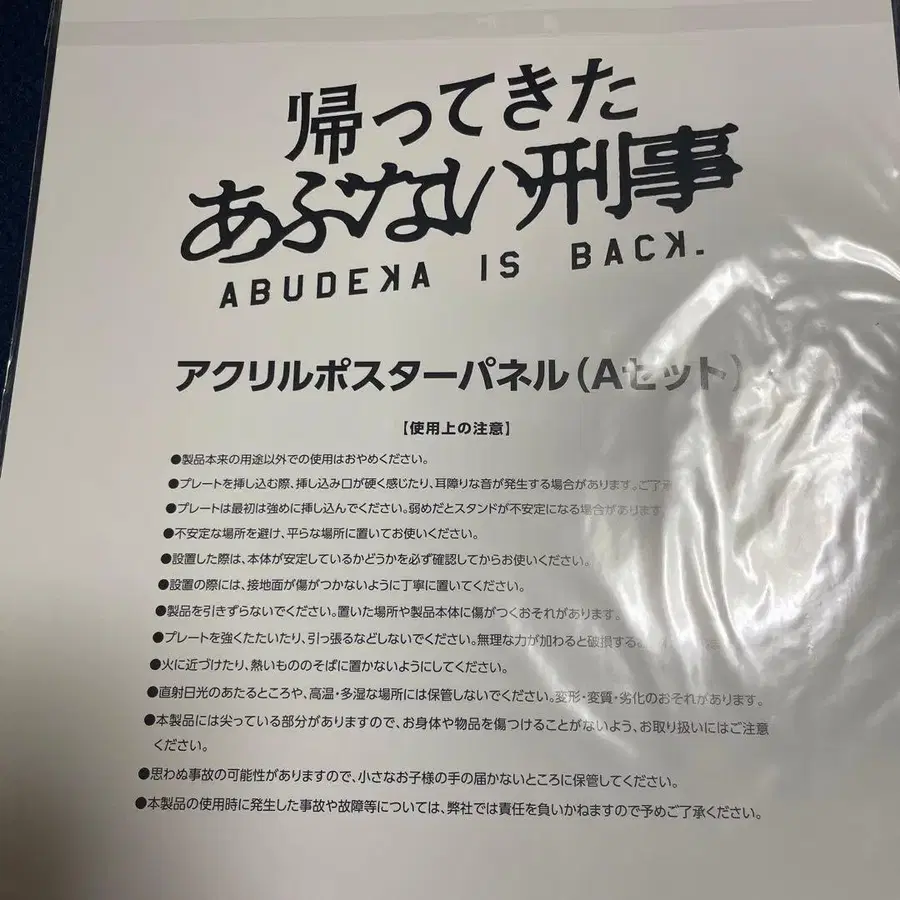 帰ってきた
あぶない刑事
ABUDEKA IS BACK.
アクリルポスターパネル(Aセット)
【使用上の注意】
●製品本来の用途以外での使用はおやめください。
●プレートを挿し込む際、挿し込み口が硬く感じたり、耳障りな音が発生する場合があります。ご了承
●プレートは最初は強めに挿し込んでください。弱めだとスタンドが不安定になる場合があります。
●不安定な場所を避け、平らな場所に置いてお使いください。
●設置した際は、本体が安定しているかどうかを必ず確認してからお使いください。
●設置の際には、接地面が傷がつかないように丁寧に置いてください。
●製品を引きずらないでください。置いた場所や製品本体に傷がつくおそれがあります。
●プレートを強くたたいたり、引っ張るなどしないでください。無理な力が加わると破損する
●火に近づけたり、熱いもののそばに置かないようにしてください。
●直射日光のあたるところや、高温・多湿な場所には保管しないでください。変形・変質・劣化のおそれがあります。
●本製品には尖っている部分がありますので、お身体や物品を傷つけることがないよう、お取り扱いにはご注意
ください。
●思わぬ事故の可能性がありますので、小さなお子様の手の届かないところに保管してください。
●本製品の使用時に発生した事故や故障等については、弊社では責任を負いかねますので予めご了承ください。